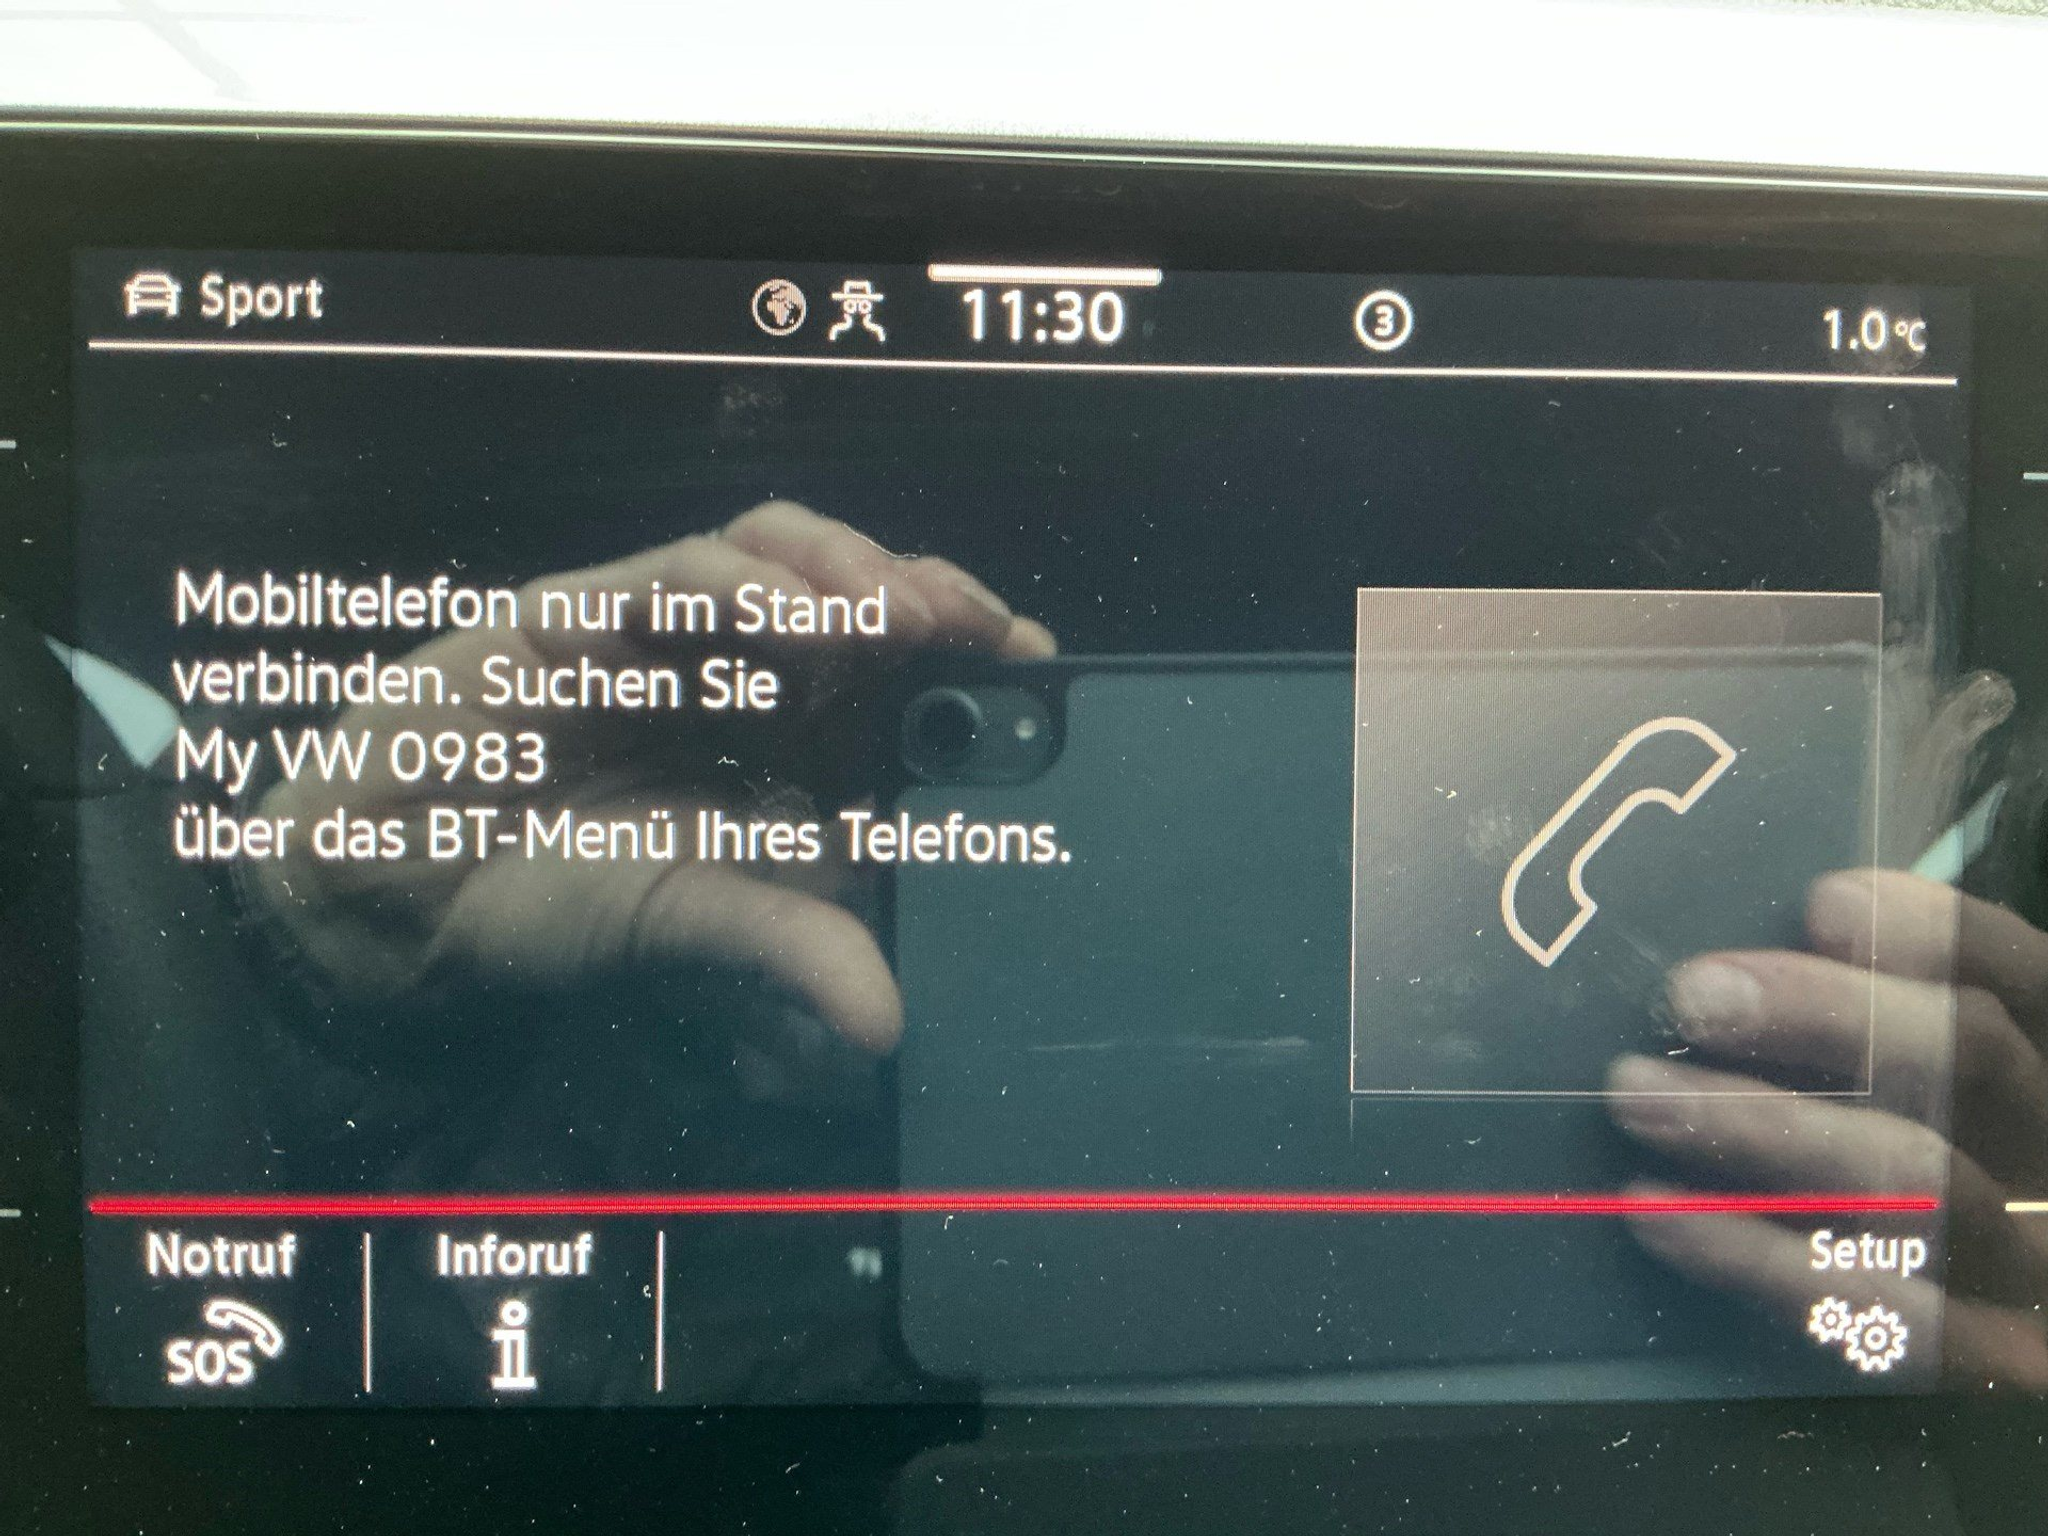 Sport
11:30
3
1.0 °C
Mobiltelefon nur im Stand
verbinden. Suchen Sie
My VW 0983
über das BT-Menü Ihres Telefons.
Notruf
Inforuf
Setup
SOS
i